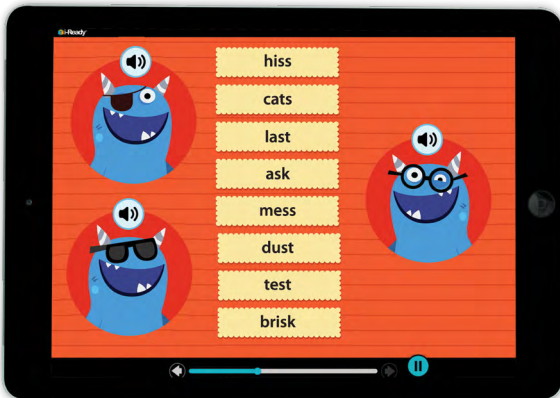 i-Ready
hiss
cats
last
ask
mess
dust
test
brisk